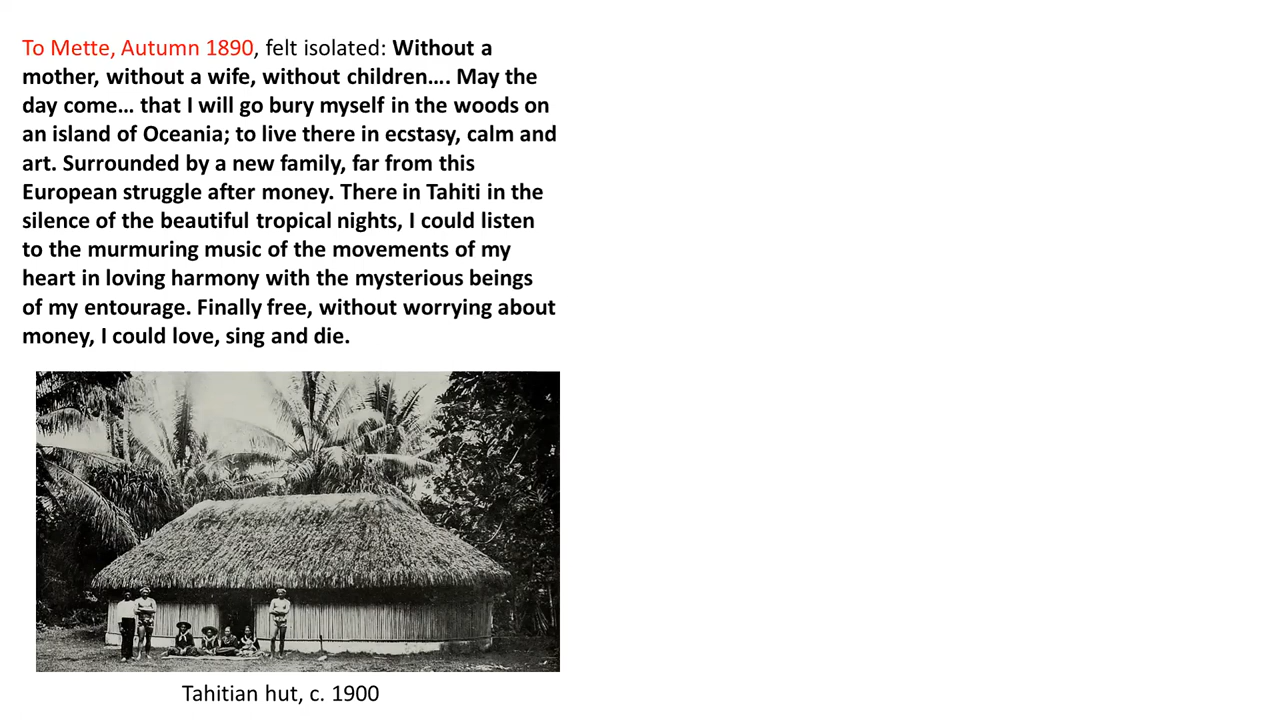 To Mette, Autumn 1890, felt isolated: Without a
mother, without a wife, without children…. May the
day come… that I will go bury myself in the woods on
an island of Oceania; to live there in ecstasy, calm and
art. Surrounded by a new family, far from this
European struggle after money. There in Tahiti in the
silence of the beautiful tropical nights, I could listen
to the murmuring music of the movements of my
heart in loving harmony with the mysterious beings
of my entourage. Finally free, without worrying about
money, I could love, sing and die.
Tahitian hut, c. 1900